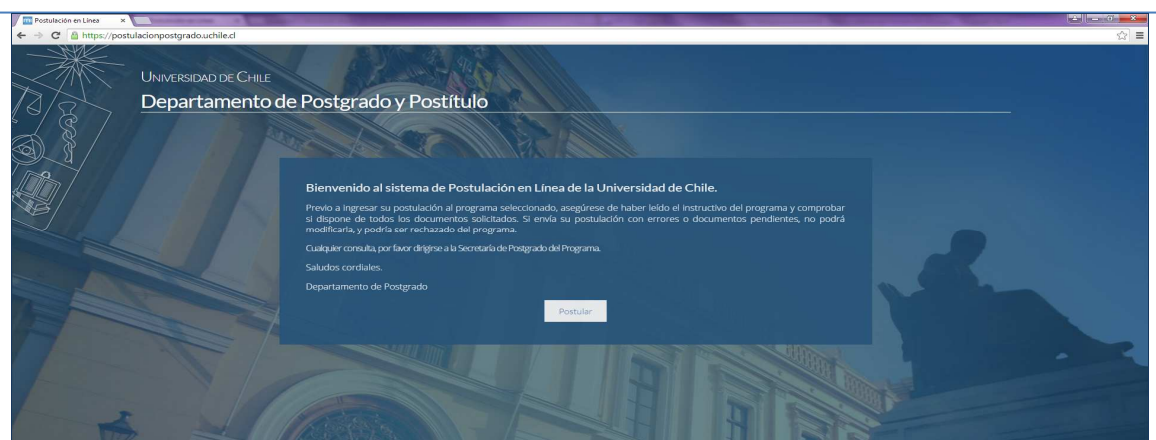 Postulación en Línea
https://postulacionpostgrado.uchile.cl
UNIVERSIDAD DE CHILE
Departamento de Postgrado y Postítulo
Bienvenido al sistema de Postulación en Línea de la Universidad de Chile.
Previo a ingresar su postulación al programa seleccionado, asegúrese de haber leído el instructivo del programa y comprobar
si dispone de todos los documentos solicitados. Si envía su postulación con errores o documentos pendientes, no podrá
modificarla, y podría ser rechazado del programa.
Cualquier consulta, por favor dirigirse a la Secretaría de Postgrado del Programa.
Saludos cordiales.
Departamento de Postgrado
Postular